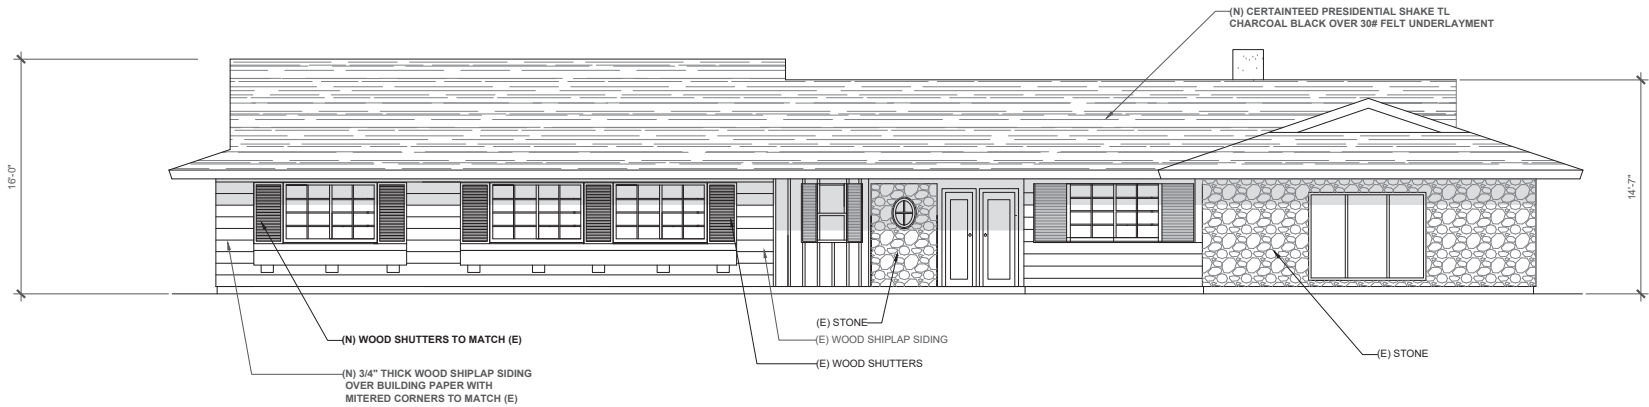 (N) CERTAINTEED PRESIDENTIAL SHAKE TL
CHARCOAL BLACK OVER 30# FELT UNDERLAYMENT
16'-0"
14'-7"
(E) STONE
(N) WOOD SHUTTERS TO MATCH (E)
(E) WOOD SHIPLAP SIDING
(E) STONE
(E) WOOD SHUTTERS
(N) 3/4" THICK WOOD SHIPLAP SIDING
OVER BUILDING PAPER WITH
MITERED CORNERS TO MATCH (E)